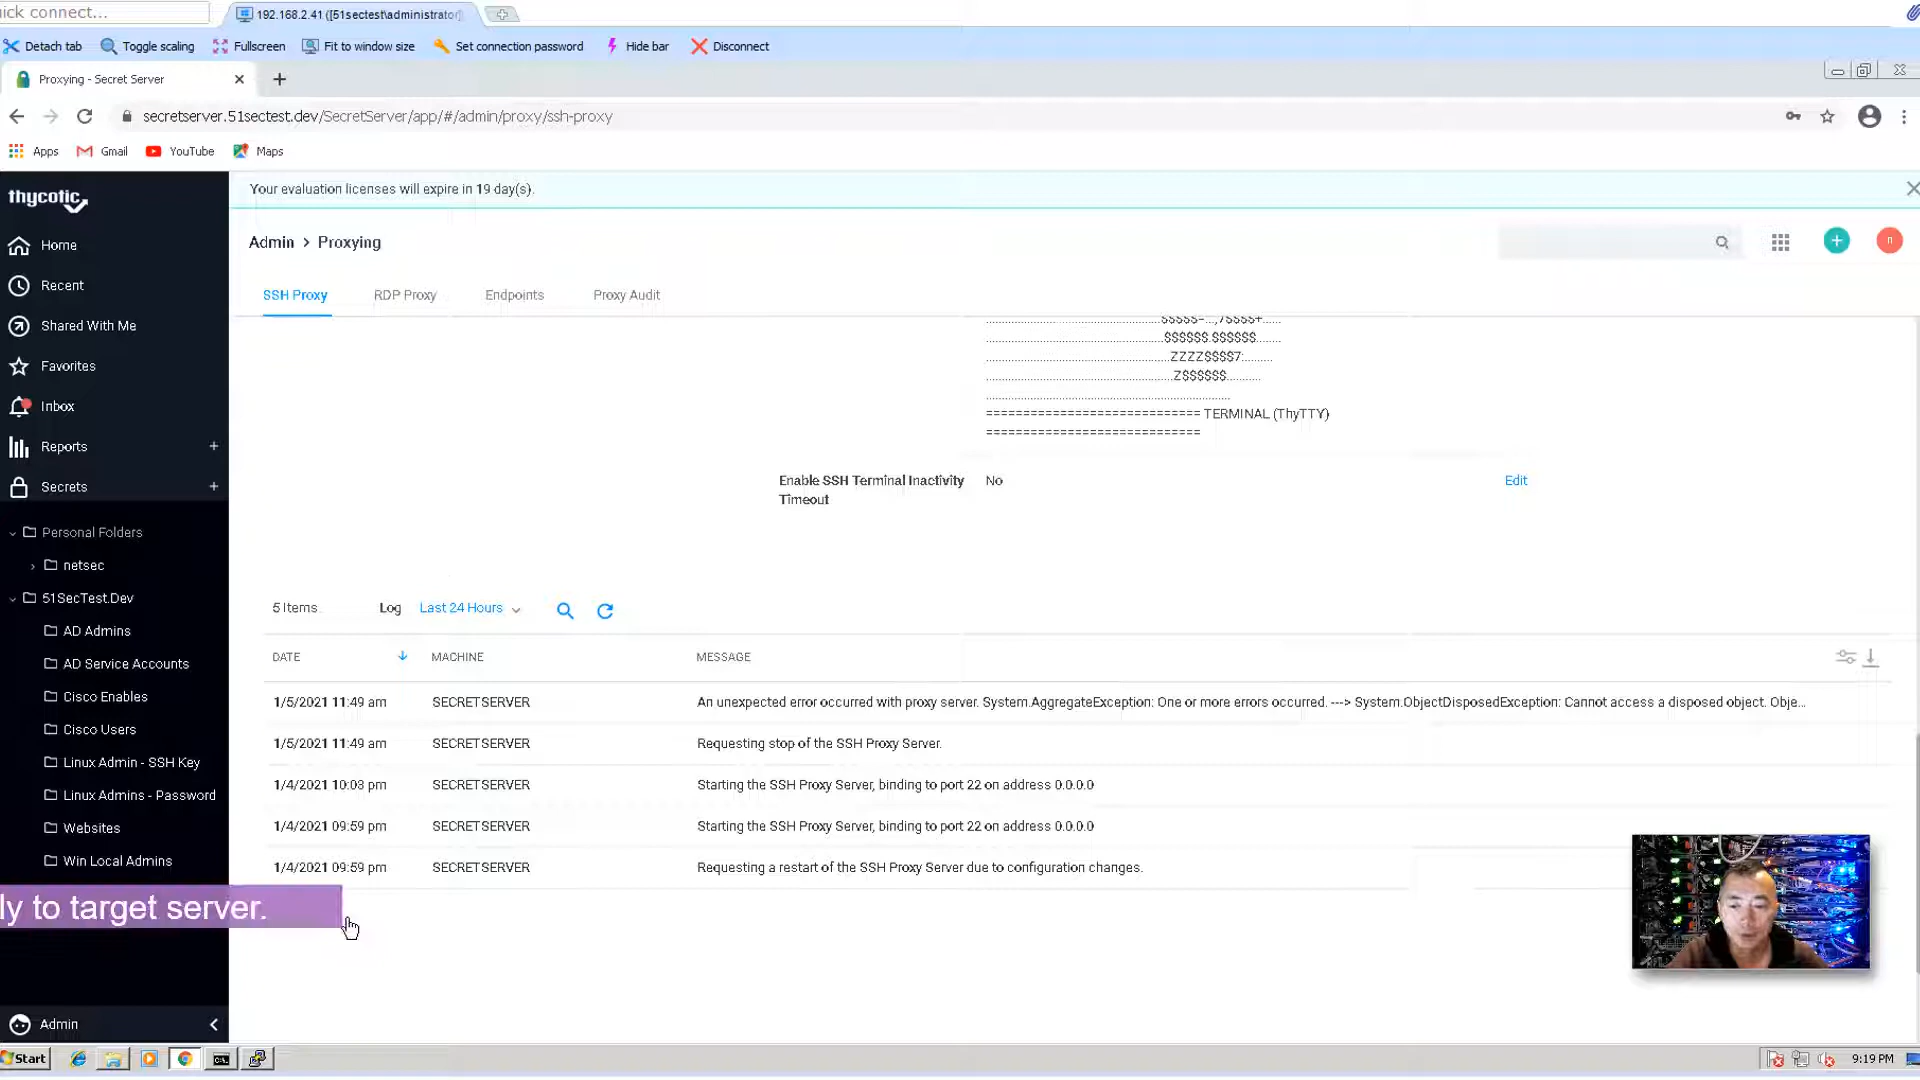 uick connect...
192.168.2.41 ([51sectest\administrator]
Detach tab Toggle scaling Fullscreen Fit to window size Set connection password Hide bar Disconnect
Proxying - Secret Server
secretserver.51sectest.dev/SecretServer/app/#/admin/proxy/ssh-proxy
Apps Gmail YouTube Maps
thycotic
Your evaluation licenses will expire in 19 day(s).
Home
Recent
Shared With Me
Favorites
Inbox
Reports +
Secrets +
Personal Folders
netsec
51SecTest.Dev
AD Admins
AD Service Accounts
Cisco Enables
Cisco Users
Linux Admin - SSH Key
Linux Admins - Password
Websites
Win Local Admins
ly to target server.
Admin
Admin > Proxying
SSH Proxy RDP Proxy Endpoints Proxy Audit
============================= TERMINAL (ThyTTY)
=============================
Enable SSH Terminal Inactivity Timeout No Edit
5 Items Log Last 24 Hours
DATE MACHINE MESSAGE
1/5/2021 11:49 am SECRETSERVER An unexpected error occurred with proxy server. System.AggregateException: One or more errors occurred. ---> System.ObjectDisposedException: Cannot access a disposed object. Obje...
1/5/2021 11:49 am SECRETSERVER Requesting stop of the SSH Proxy Server.
1/4/2021 10:03 pm SECRETSERVER Starting the SSH Proxy Server, binding to port 22 on address 0.0.0.0
1/4/2021 09:59 pm SECRETSERVER Starting the SSH Proxy Server, binding to port 22 on address 0.0.0.0
1/4/2021 09:59 pm SECRETSERVER Requesting a restart of the SSH Proxy Server due to configuration changes.
Start 9:19 PM